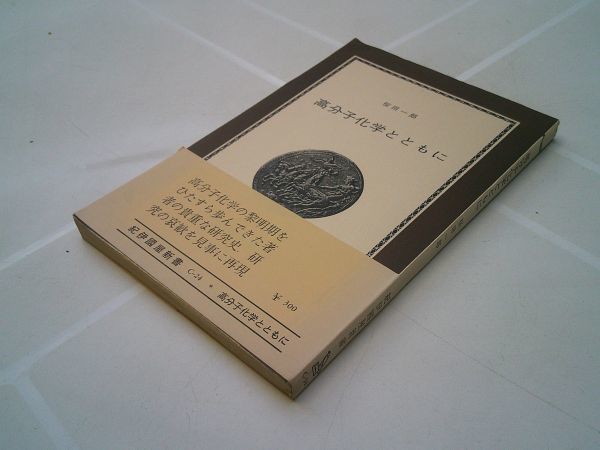 桜田一郎
高分子化学とともに
高分子化学の黎明期を
ひたすら歩んできた著
者の貴重な研究史．研
究の哀歓を見事に再現
¥ 300
紀伊國屋新書 C-24 * 高分子化学とともに